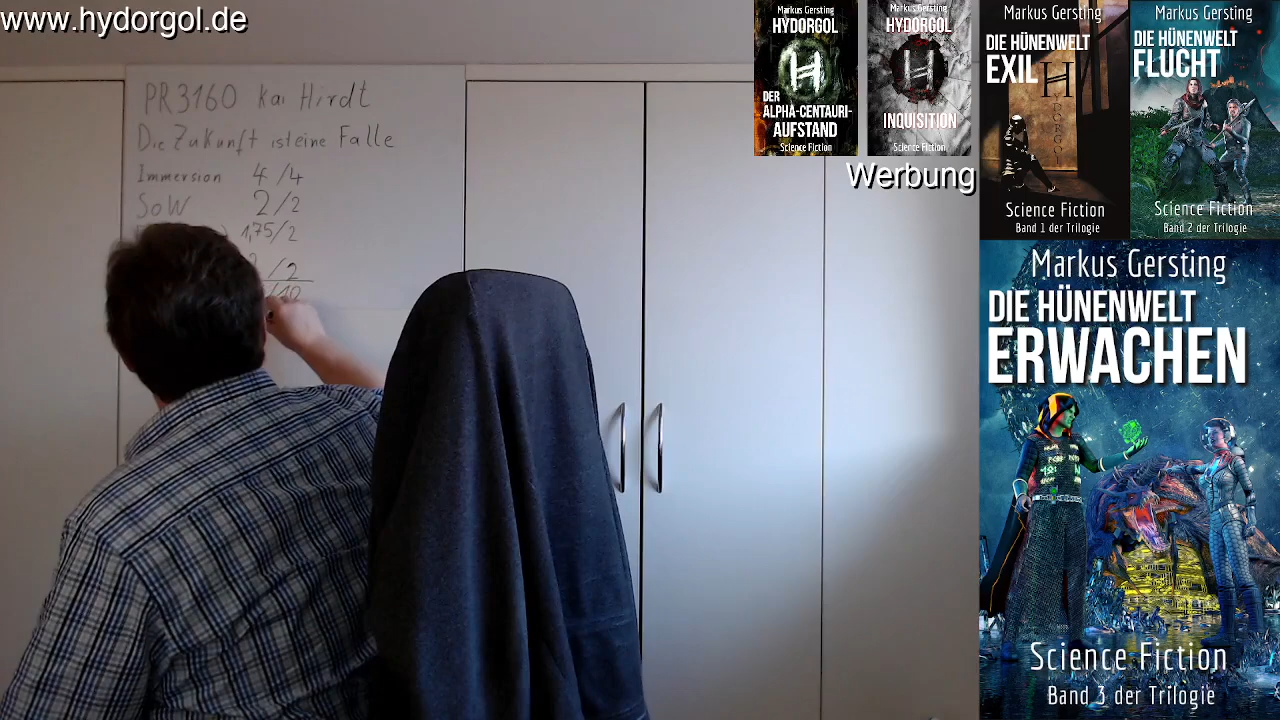 www.hydorgol.de
PR3160 Kai Hirdt
Die Zukunft ist eine Falle
Immersion 4/4
SoW 2/2
1,75/2
/2
/10
Markus Gersting
HYDORGOL
DER
ALPHA-CENTAURI-
AUFSTAND
Science Fiction
Markus Gersting
HYDORGOL
INQUISITION
Science Fiction
Werbung
Markus Gersting
DIE HÜNENWELT
EXIL
HYDORGOL
Science Fiction
Band 1 der Trilogie
Markus Gersting
DIE HÜNENWELT
FLUCHT
Science Fiction
Band 2 der Trilogie
Markus Gersting
DIE HÜNENWELT
ERWACHEN
Science Fiction
Band 3 der Trilogie